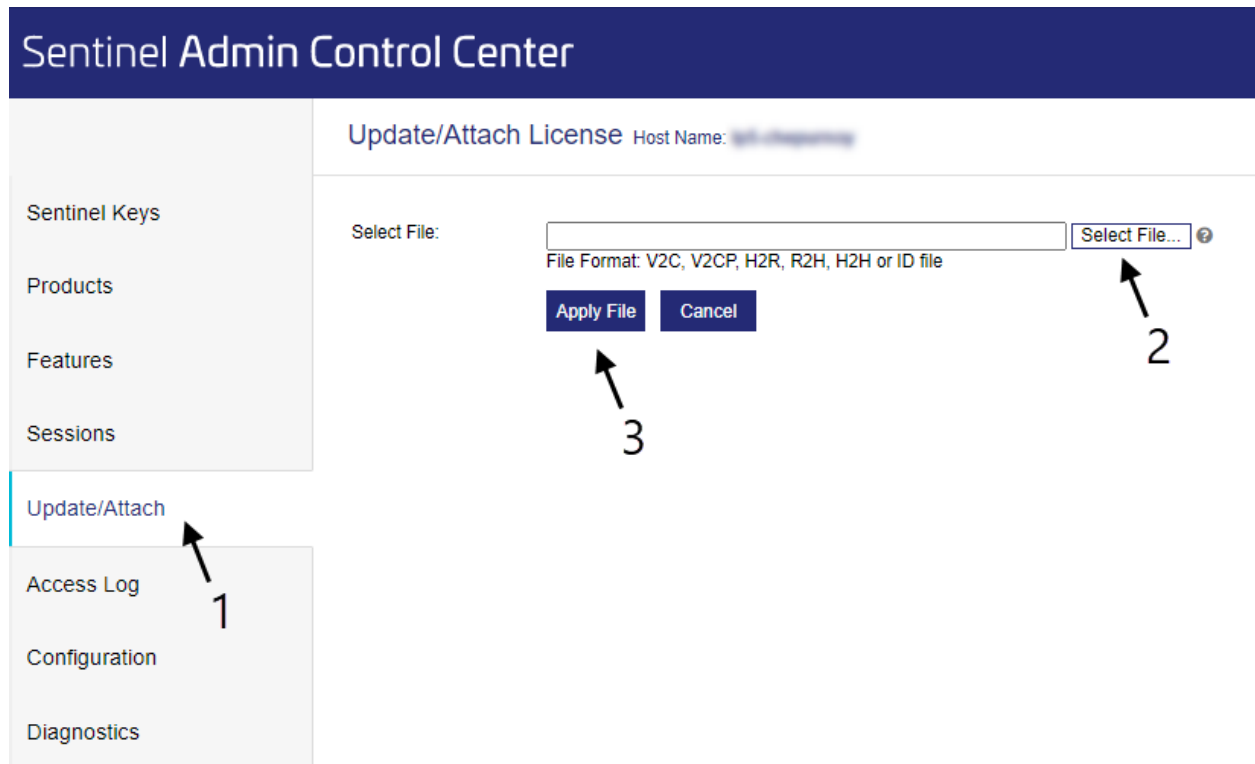 Sentinel Admin Control Center
Update/Attach License Host Name:
Sentinel Keys
Products
Features
Sessions
Update/Attach
Access Log
Configuration
Diagnostics
Select File:
Select File...
File Format: V2C, V2CP, H2R, R2H, H2H or ID file
Apply File Cancel
1
2
3